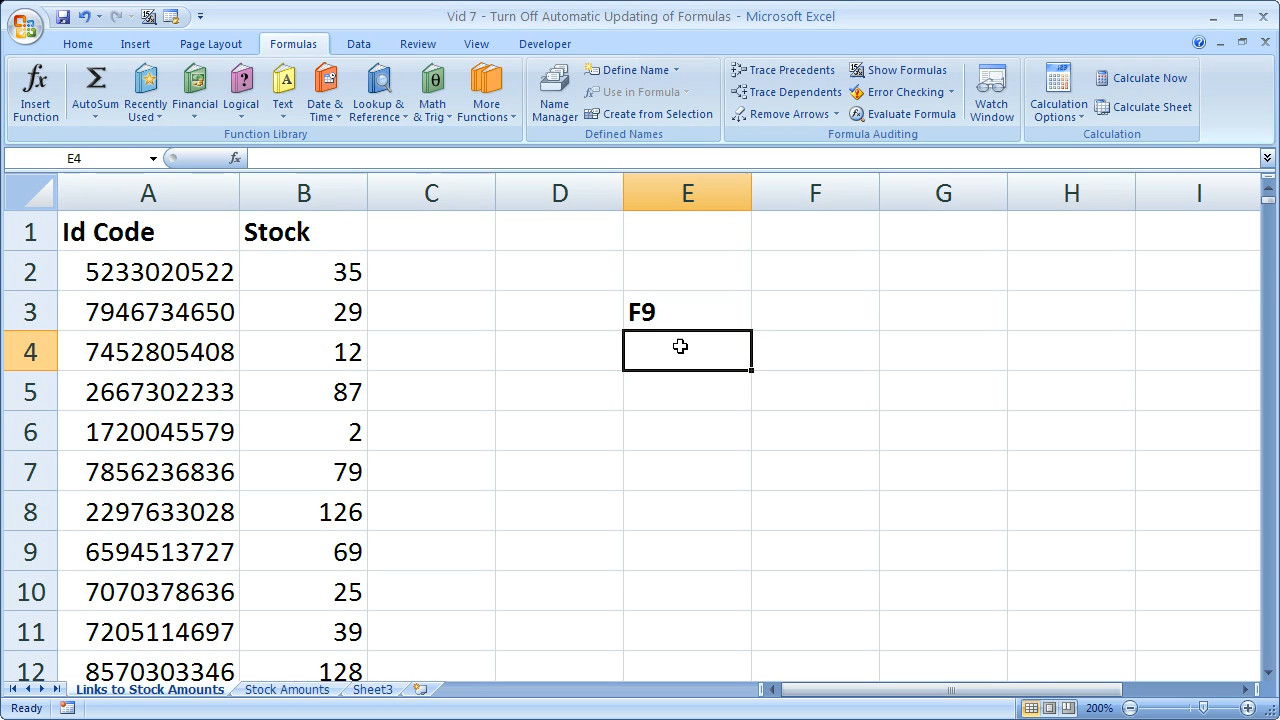 Vid 7 - Turn Off Automatic Updating of Formulas - Microsoft Excel
Home Insert Page Layout Formulas Data Review View Developer
Insert Function
AutoSum
Recently Used
Financial
Logical
Text
Date & Time
Lookup & Reference
Math & Trig
More Functions
Function Library
Name Manager
Define Name
Use in Formula
Create from Selection
Defined Names
Trace Precedents
Trace Dependents
Remove Arrows
Show Formulas
Error Checking
Evaluate Formula
Formula Auditing
Watch Window
Calculation Options
Calculate Now
Calculate Sheet
Calculation
E4 fx
A B C D E F G H I
1 Id Code Stock
2 5233020522 35
3 7946734650 29 F9
4 7452805408 12
5 2667302233 87
6 1720045579 2
7 7856236836 79
8 2297633028 126
9 6594513727 69
10 7070378636 25
11 7205114697 39
12 8570303346 128
Links to Stock Amounts Stock Amounts Sheet3
Ready 200%